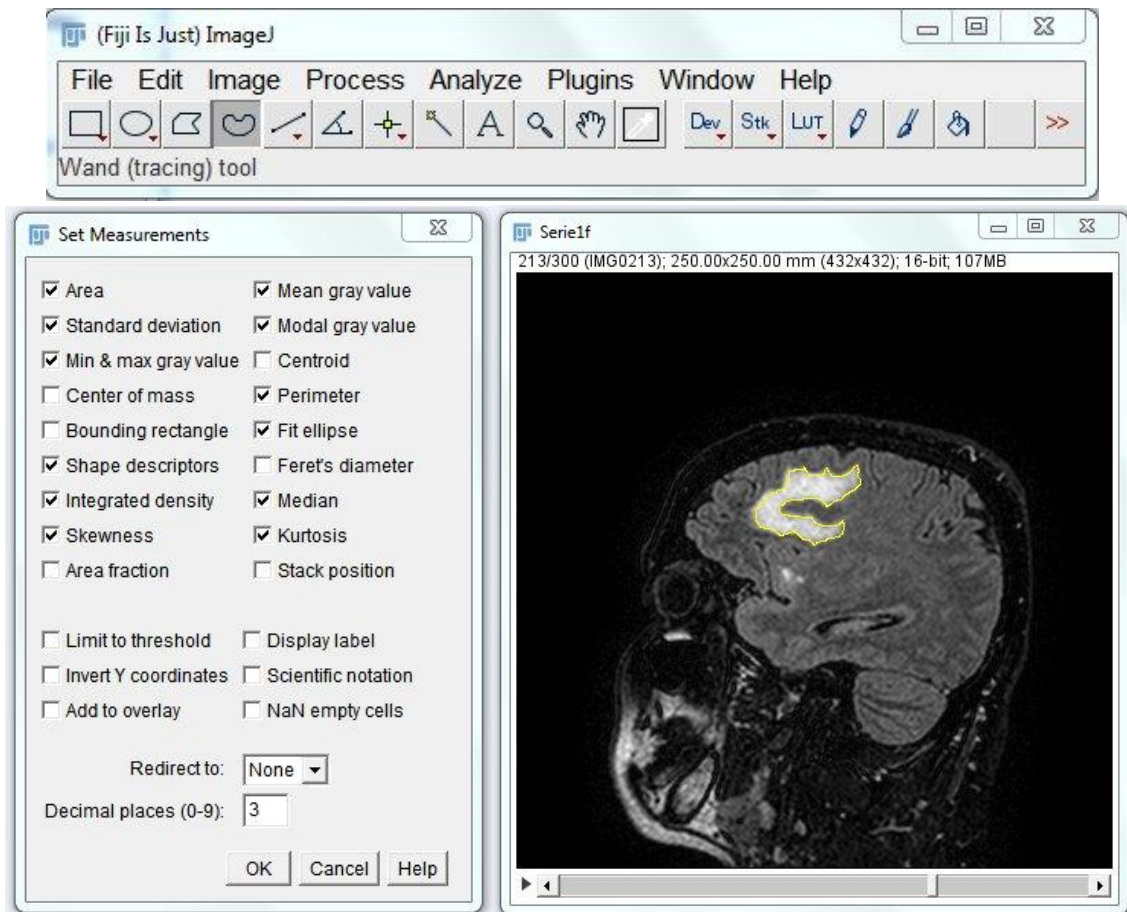 (Fiji Is Just) ImageJ
File Edit Image Process Analyze Plugins Window Help
A Dev Stk LUT >>
Wand (tracing) tool
Set Measurements
Area Mean gray value
Standard deviation Modal gray value
Min & max gray value Centroid
Center of mass Perimeter
Bounding rectangle Fit ellipse
Shape descriptors Feret's diameter
Integrated density Median
Skewness Kurtosis
Area fraction Stack position
Limit to threshold Display label
Invert Y coordinates Scientific notation
Add to overlay NaN empty cells
Redirect to: None
Decimal places (0-9): 3
OK Cancel Help
Serie1f
213/300 (IMG0213); 250.00x250.00 mm (432x432); 16-bit; 107MB